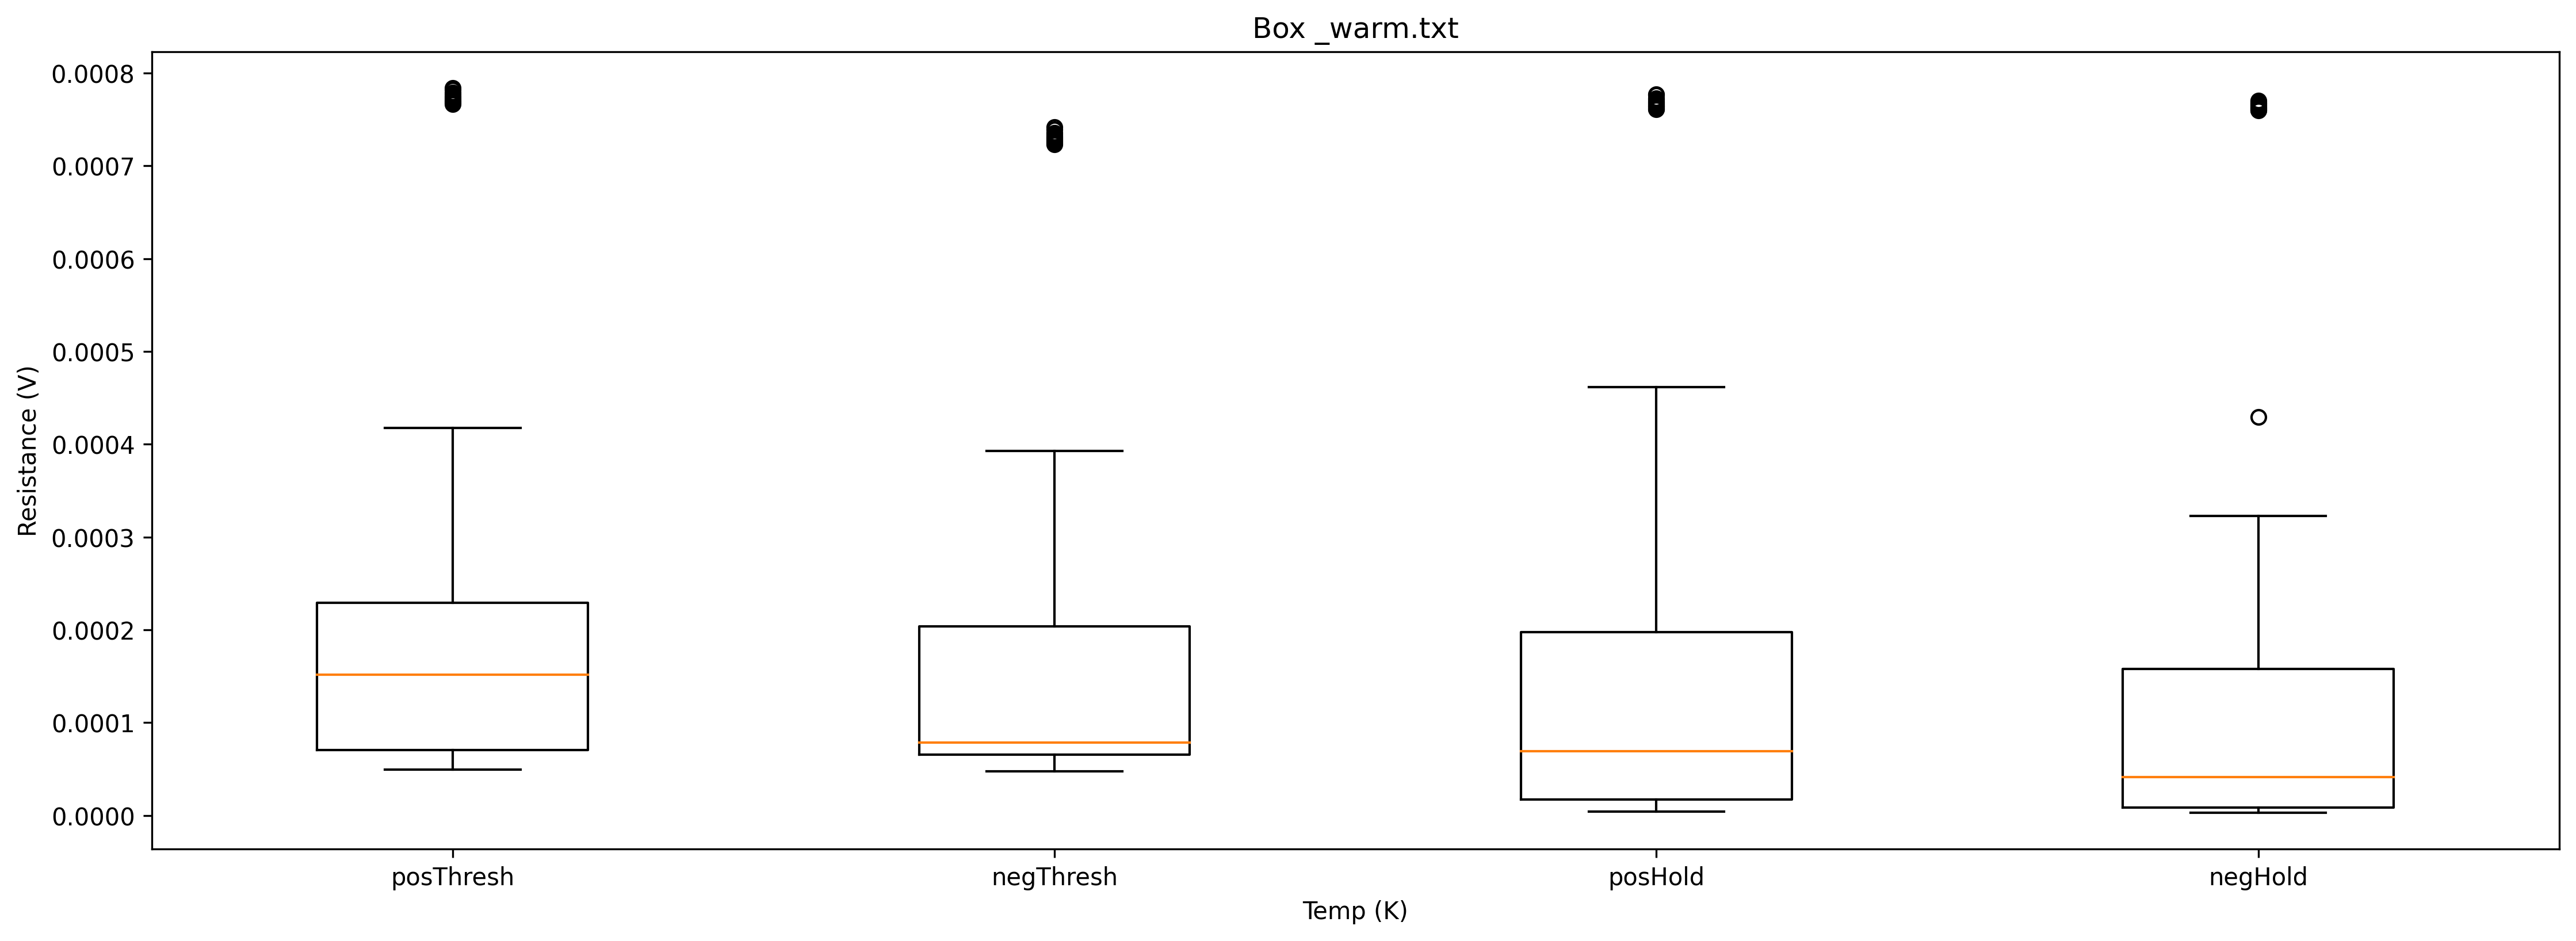 Box _warm.txt
Resistance (V)
0.0008
0.0007
0.0006
0.0005
0.0004
0.0003
0.0002
0.0001
0.0000
posThresh negThresh posHold negHold
Temp (K)